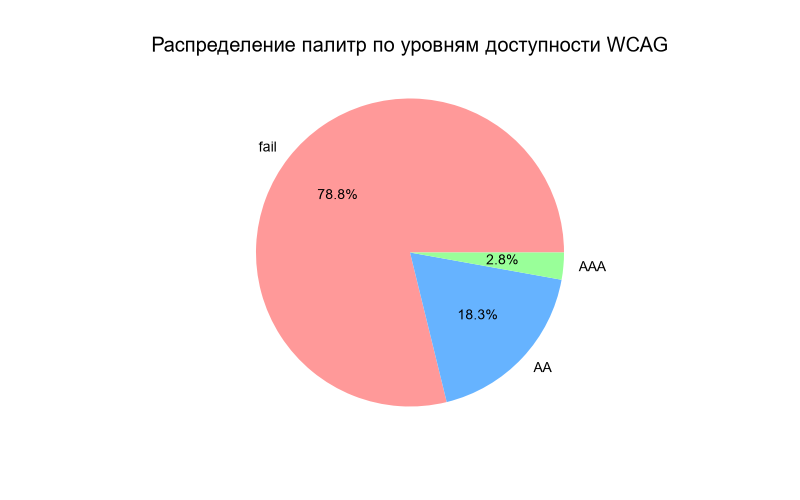 Распределение палитр по уровням доступности WCAG
fail
78.8%
2.8%
AAA
18.3%
AA